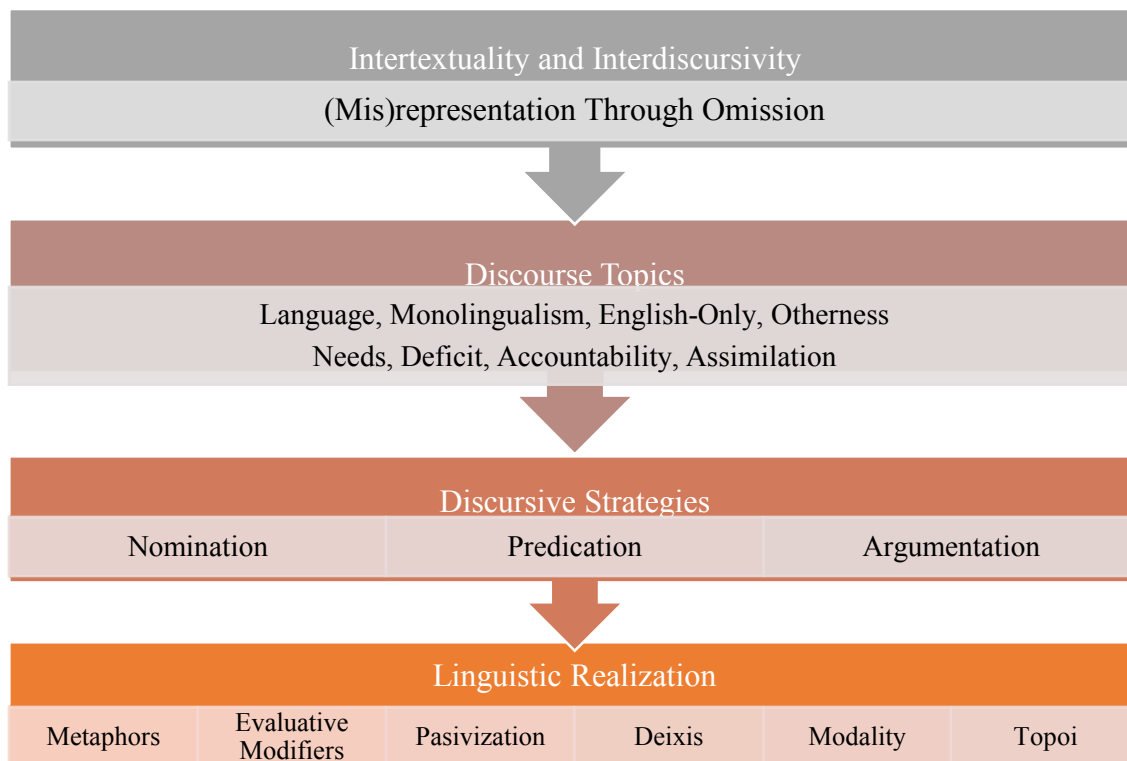 Intertextuality and Interdiscursivity
(Mis)representation Through Omission
Discourse Topics
Language, Monolingualism, English-Only, Otherness
Needs, Deficit, Accountability, Assimilation
Discursive Strategies
Nomination Predication Argumentation
Linguistic Realization
Metaphors Evaluative Modifiers Pasivization Deixis Modality Topoi